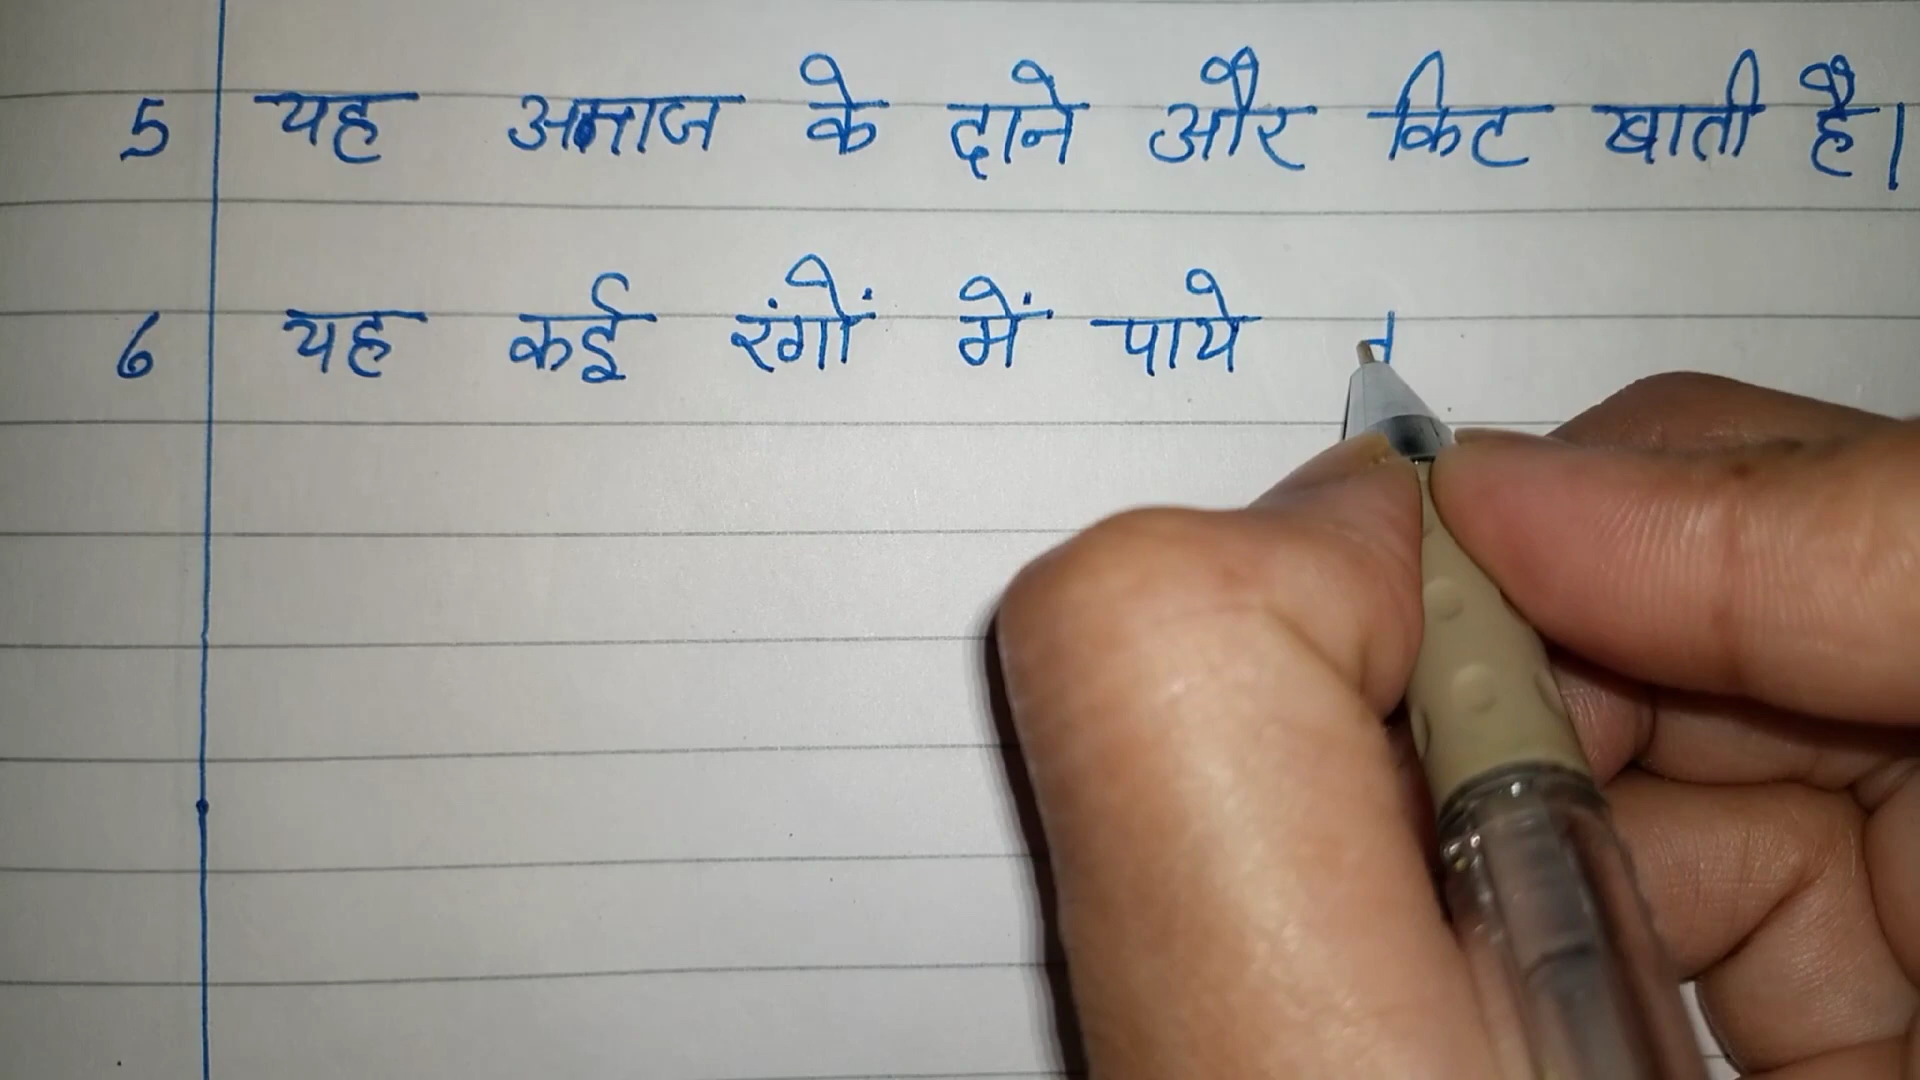 5 यह अनाज के दाने और किट खाती है।
6 यह कई रंगों में पाये